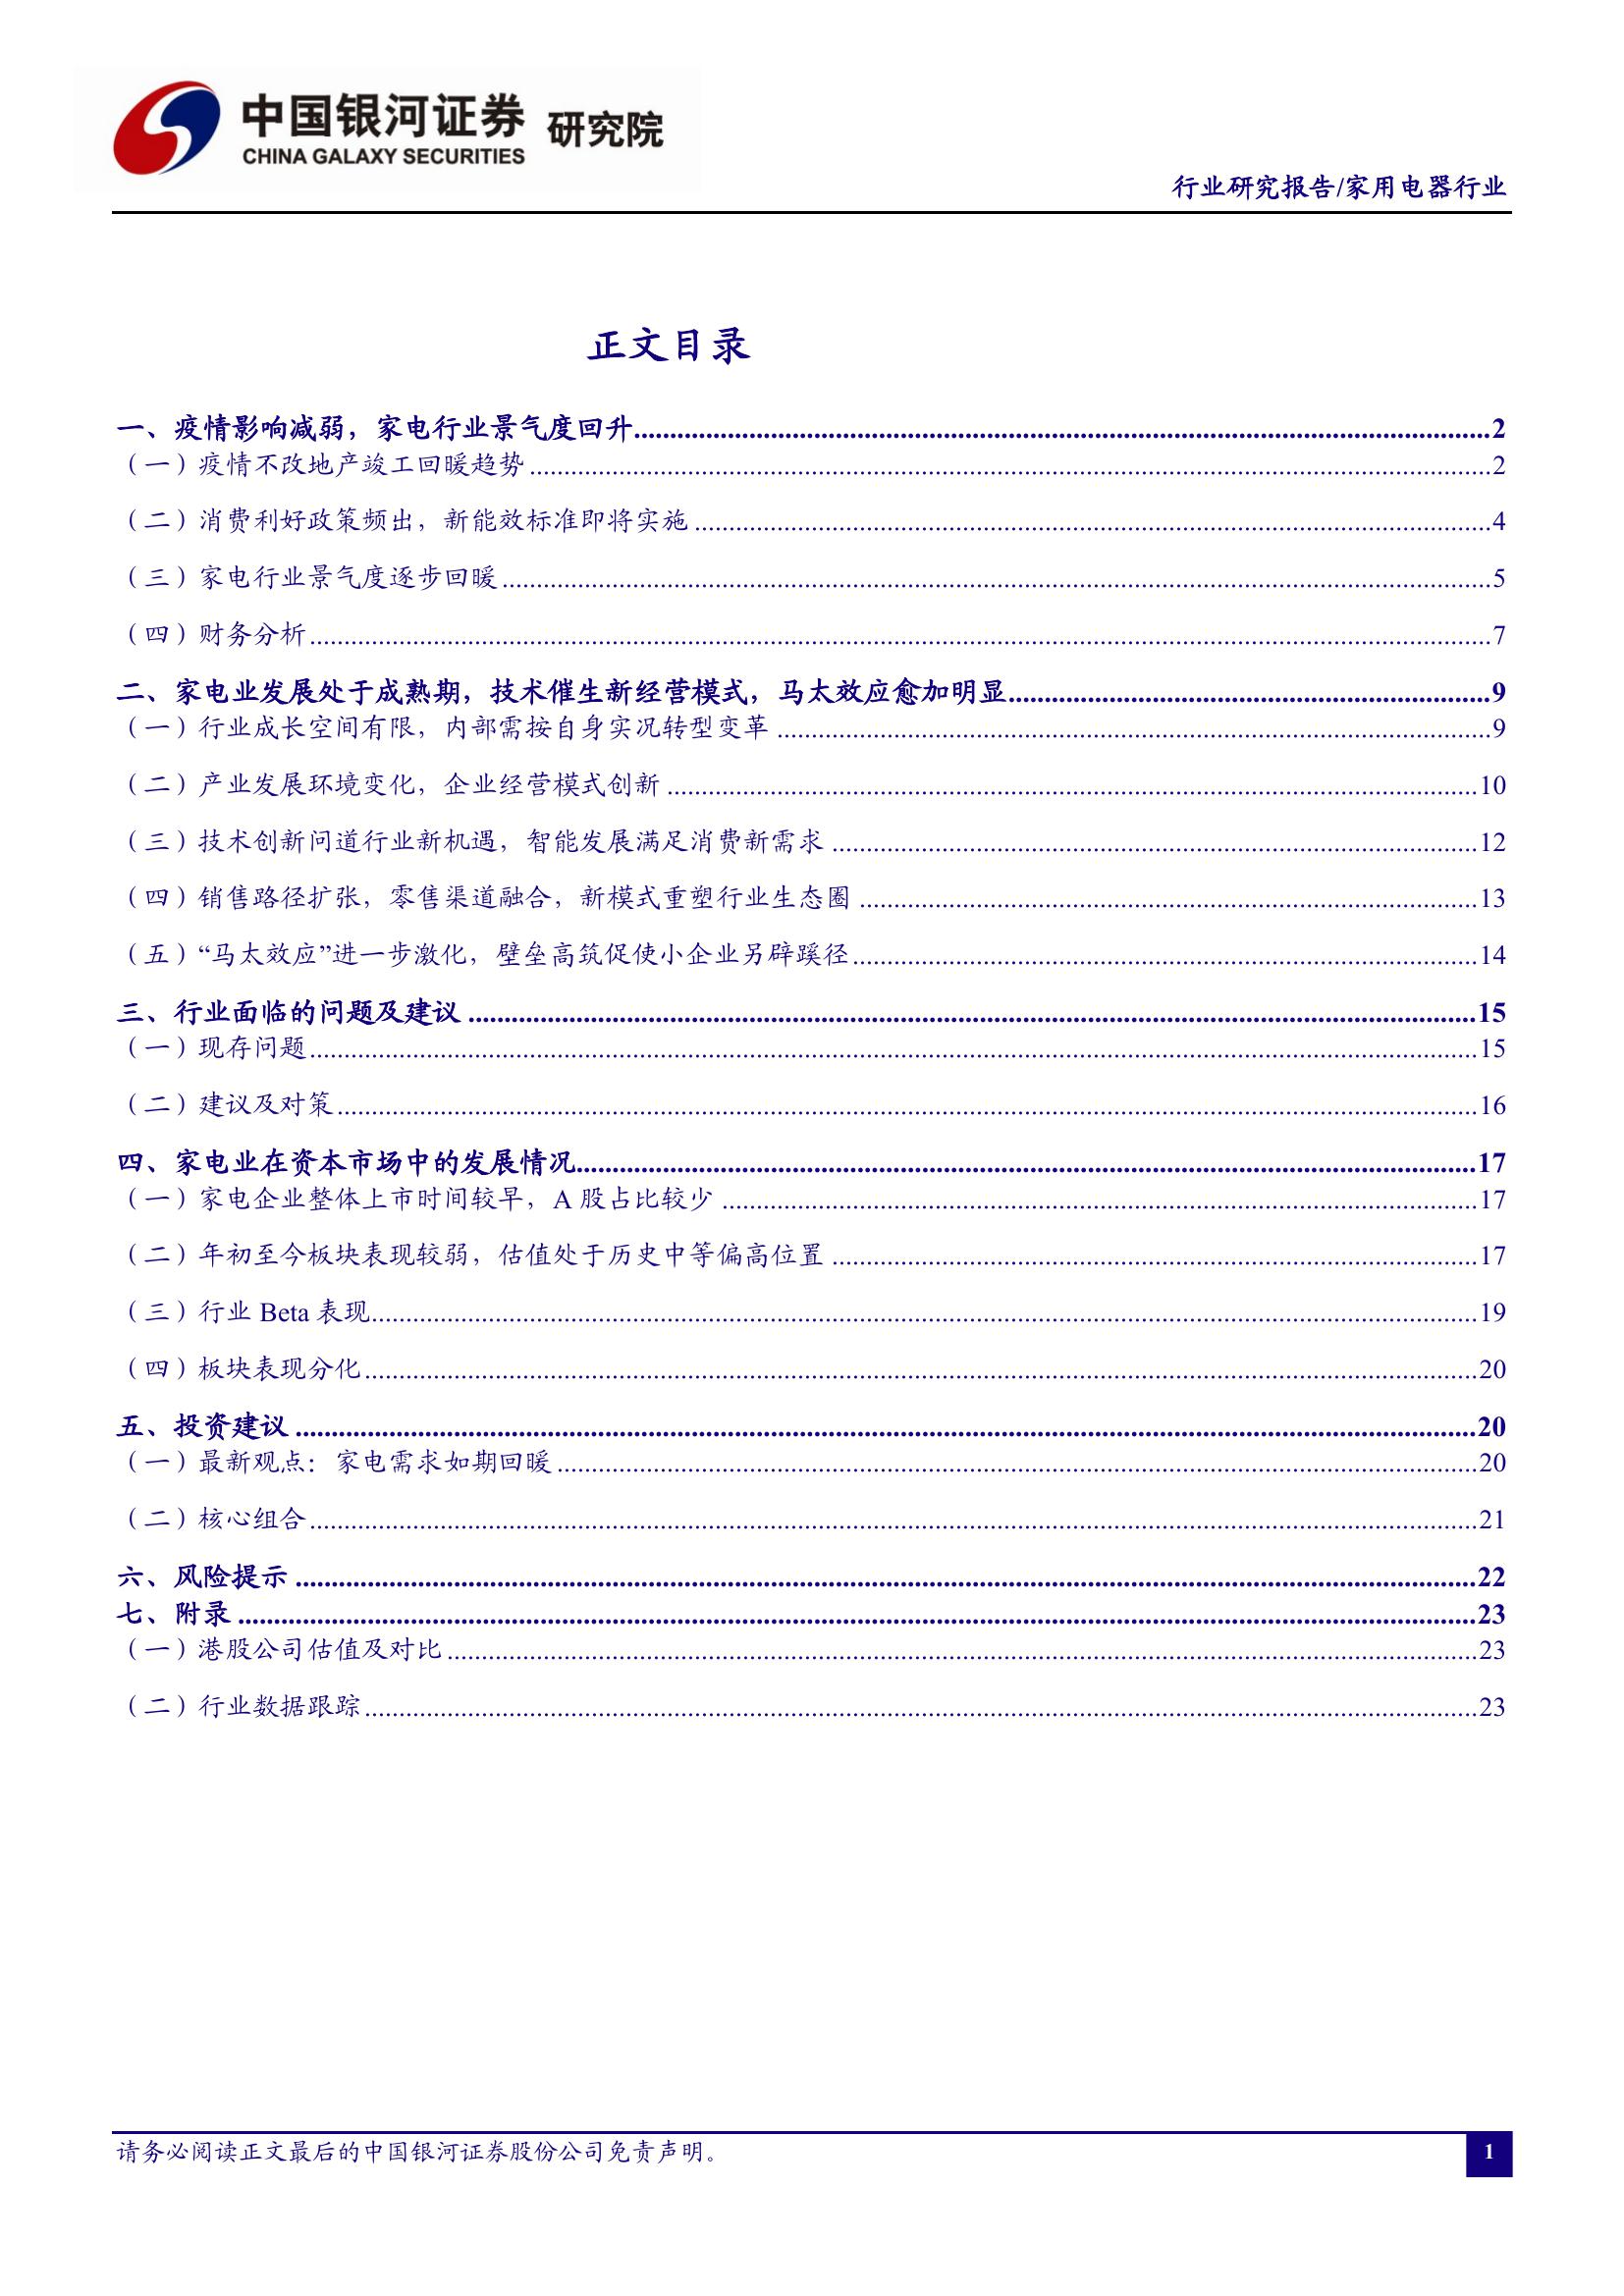 中国银河证券 研究院
CHINA GALAXY SECURITIES
行业研究报告/家用电器行业
正文目录
一、疫情影响减弱，家电行业景气度回升........2
（一）疫情不改地产竣工回暖趋势........2
（二）消费利好政策频出，新能效标准即将实施........4
（三）家电行业景气度逐步回暖........5
（四）财务分析........7
二、家电业发展处于成熟期，技术催生新经营模式，马太效应愈加明显........9
（一）行业成长空间有限，内部需按自身实况转型变革........9
（二）产业发展环境变化，企业经营模式创新........10
（三）技术创新问道行业新机遇，智能发展满足消费新需求........12
（四）销售路径扩张，零售渠道融合，新模式重塑行业生态圈........13
（五）“马太效应”进一步激化，壁垒高筑促使小企业另辟蹊径........14
三、行业面临的问题及建议........15
（一）现存问题........15
（二）建议及对策........16
四、家电业在资本市场中的发展情况........17
（一）家电企业整体上市时间较早，A 股占比较少........17
（二）年初至今板块表现较弱，估值处于历史中等偏高位置........17
（三）行业 Beta 表现........19
（四）板块表现分化........20
五、投资建议........20
（一）最新观点：家电需求如期回暖........20
（二）核心组合........21
六、风险提示........22
七、附录........23
（一）港股公司估值及对比........23
（二）行业数据跟踪........23
请务必阅读正文最后的中国银河证券股份公司免责声明。
1